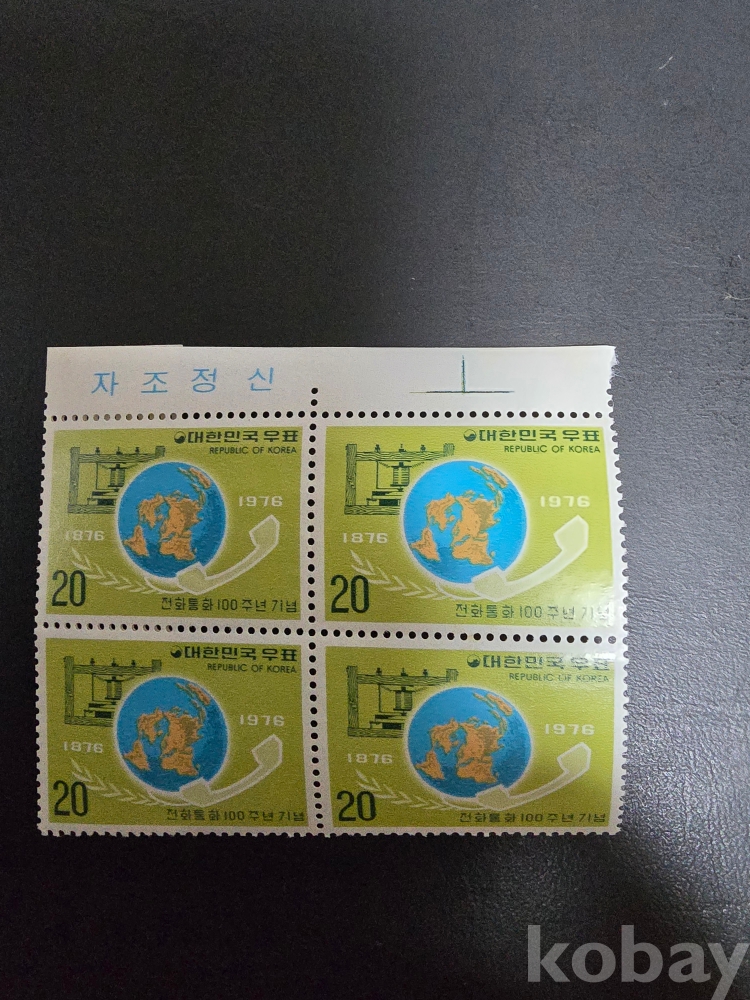 자조정신
대한민국우표
REPUBLIC OF KOREA
1876 1976
20
전화통화 100주년기념
대한민국우표
REPUBLIC OF KOREA
1876 1976
20
전화통화 100주년기념
대한민국우표
REPUBLIC OF KOREA
1876 1976
20
전화통화 100주년기념
대한민국우표
REPUBLIC OF KOREA
1876 1976
20
전화통화 100주년기념
kobay